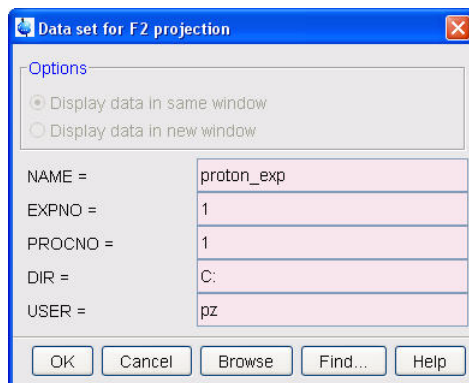 Data set for F2 projection
Options
Display data in same window
Display data in new window
NAME = proton_exp
EXPNO = 1
PROCNO = 1
DIR = C:
USER = pz
OK Cancel Browse Find... Help